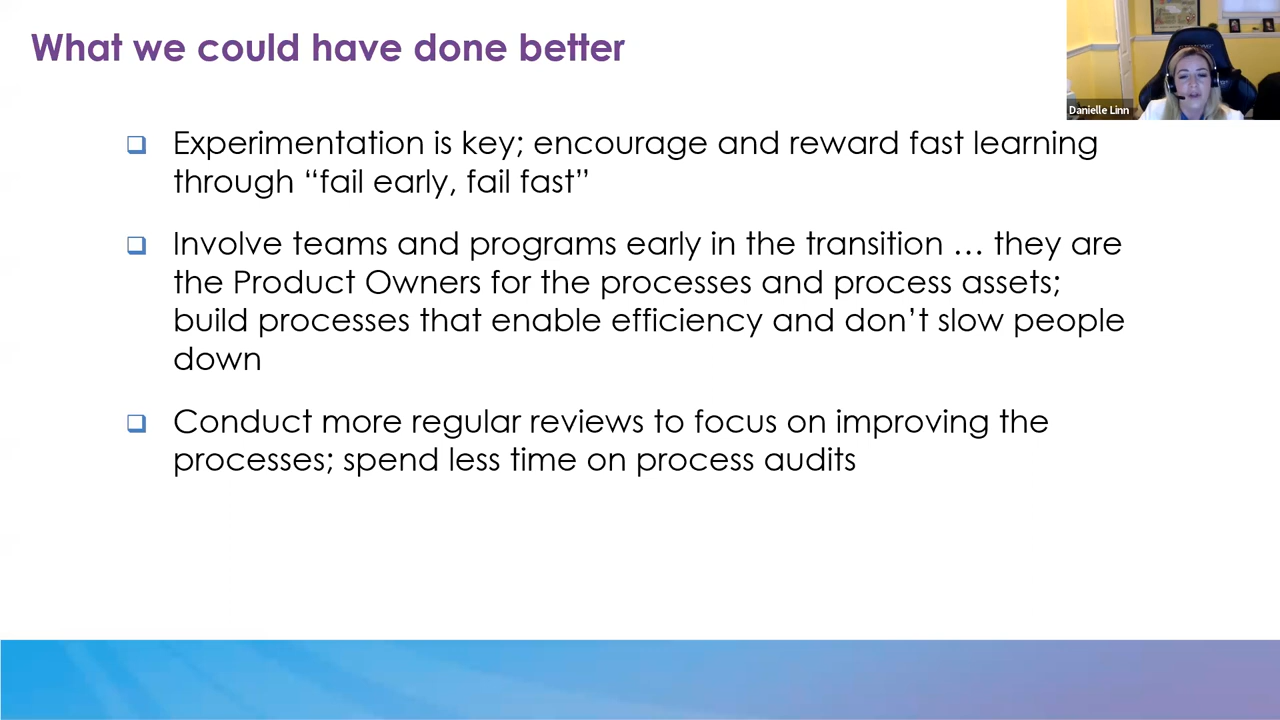 What we could have done better
Danielle Linn
Experimentation is key; encourage and reward fast learning
through “fail early, fail fast”
Involve teams and programs early in the transition … they are
the Product Owners for the processes and process assets;
build processes that enable efficiency and don’t slow people
down
Conduct more regular reviews to focus on improving the
processes; spend less time on process audits